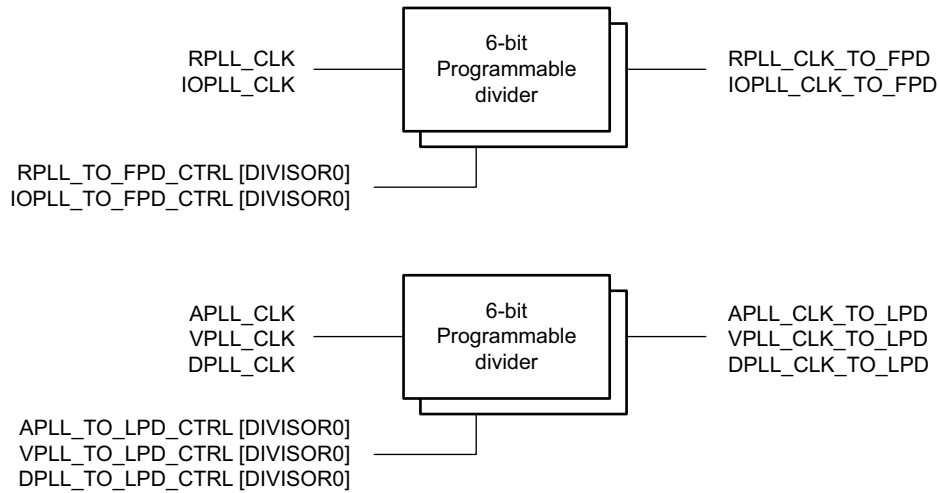 RPLL_CLK
IOPLL_CLK
6-bit
Programmable
divider
RPLL_CLK_TO_FPD
IOPLL_CLK_TO_FPD
RPLL_TO_FPD_CTRL [DIVISOR0]
IOPLL_TO_FPD_CTRL [DIVISOR0]
APLL_CLK
VPLL_CLK
DPLL_CLK
6-bit
Programmable
divider
APLL_CLK_TO_LPD
VPLL_CLK_TO_LPD
DPLL_CLK_TO_LPD
APLL_TO_LPD_CTRL [DIVISOR0]
VPLL_TO_LPD_CTRL [DIVISOR0]
DPLL_TO_LPD_CTRL [DIVISOR0]